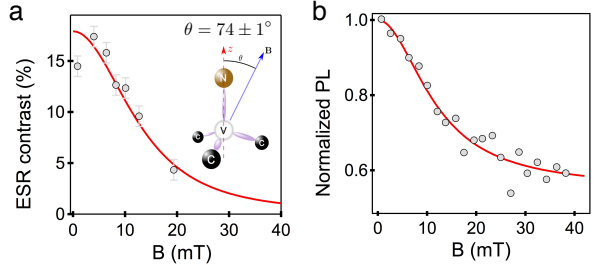 a
θ = 74 ± 1°
z
θ
B
N
V
c
C
c
ESR contrast (%)
15
10
5
0
0 10 20 30 40
B (mT)
b
Normalized PL
1.0
0.8
0.6
0 10 20 30 40
B (mT)